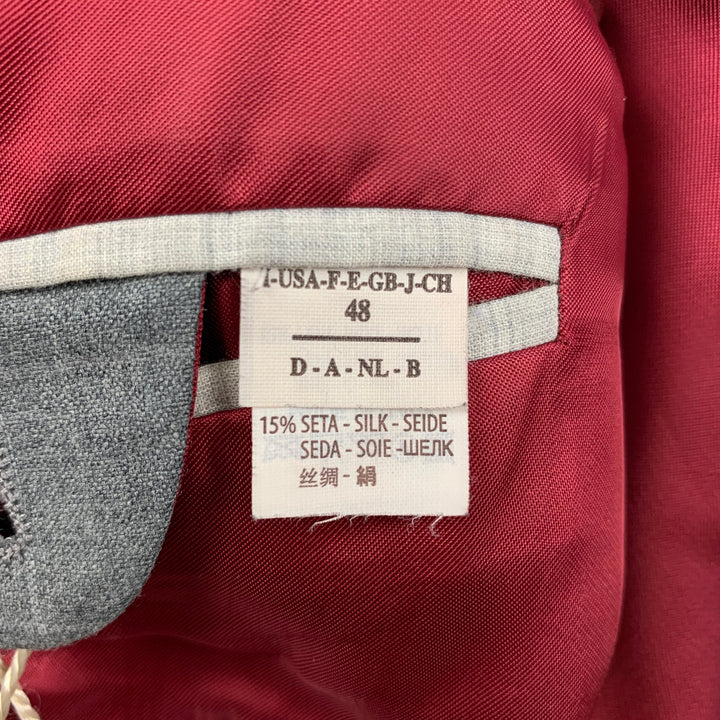 I-USA-F-E-GB-J-CH
48
D - A - NL - B
15% SETA - SILK - SEIDE
SEDA - SOIE -ШЕЛК
丝绸 - 絹